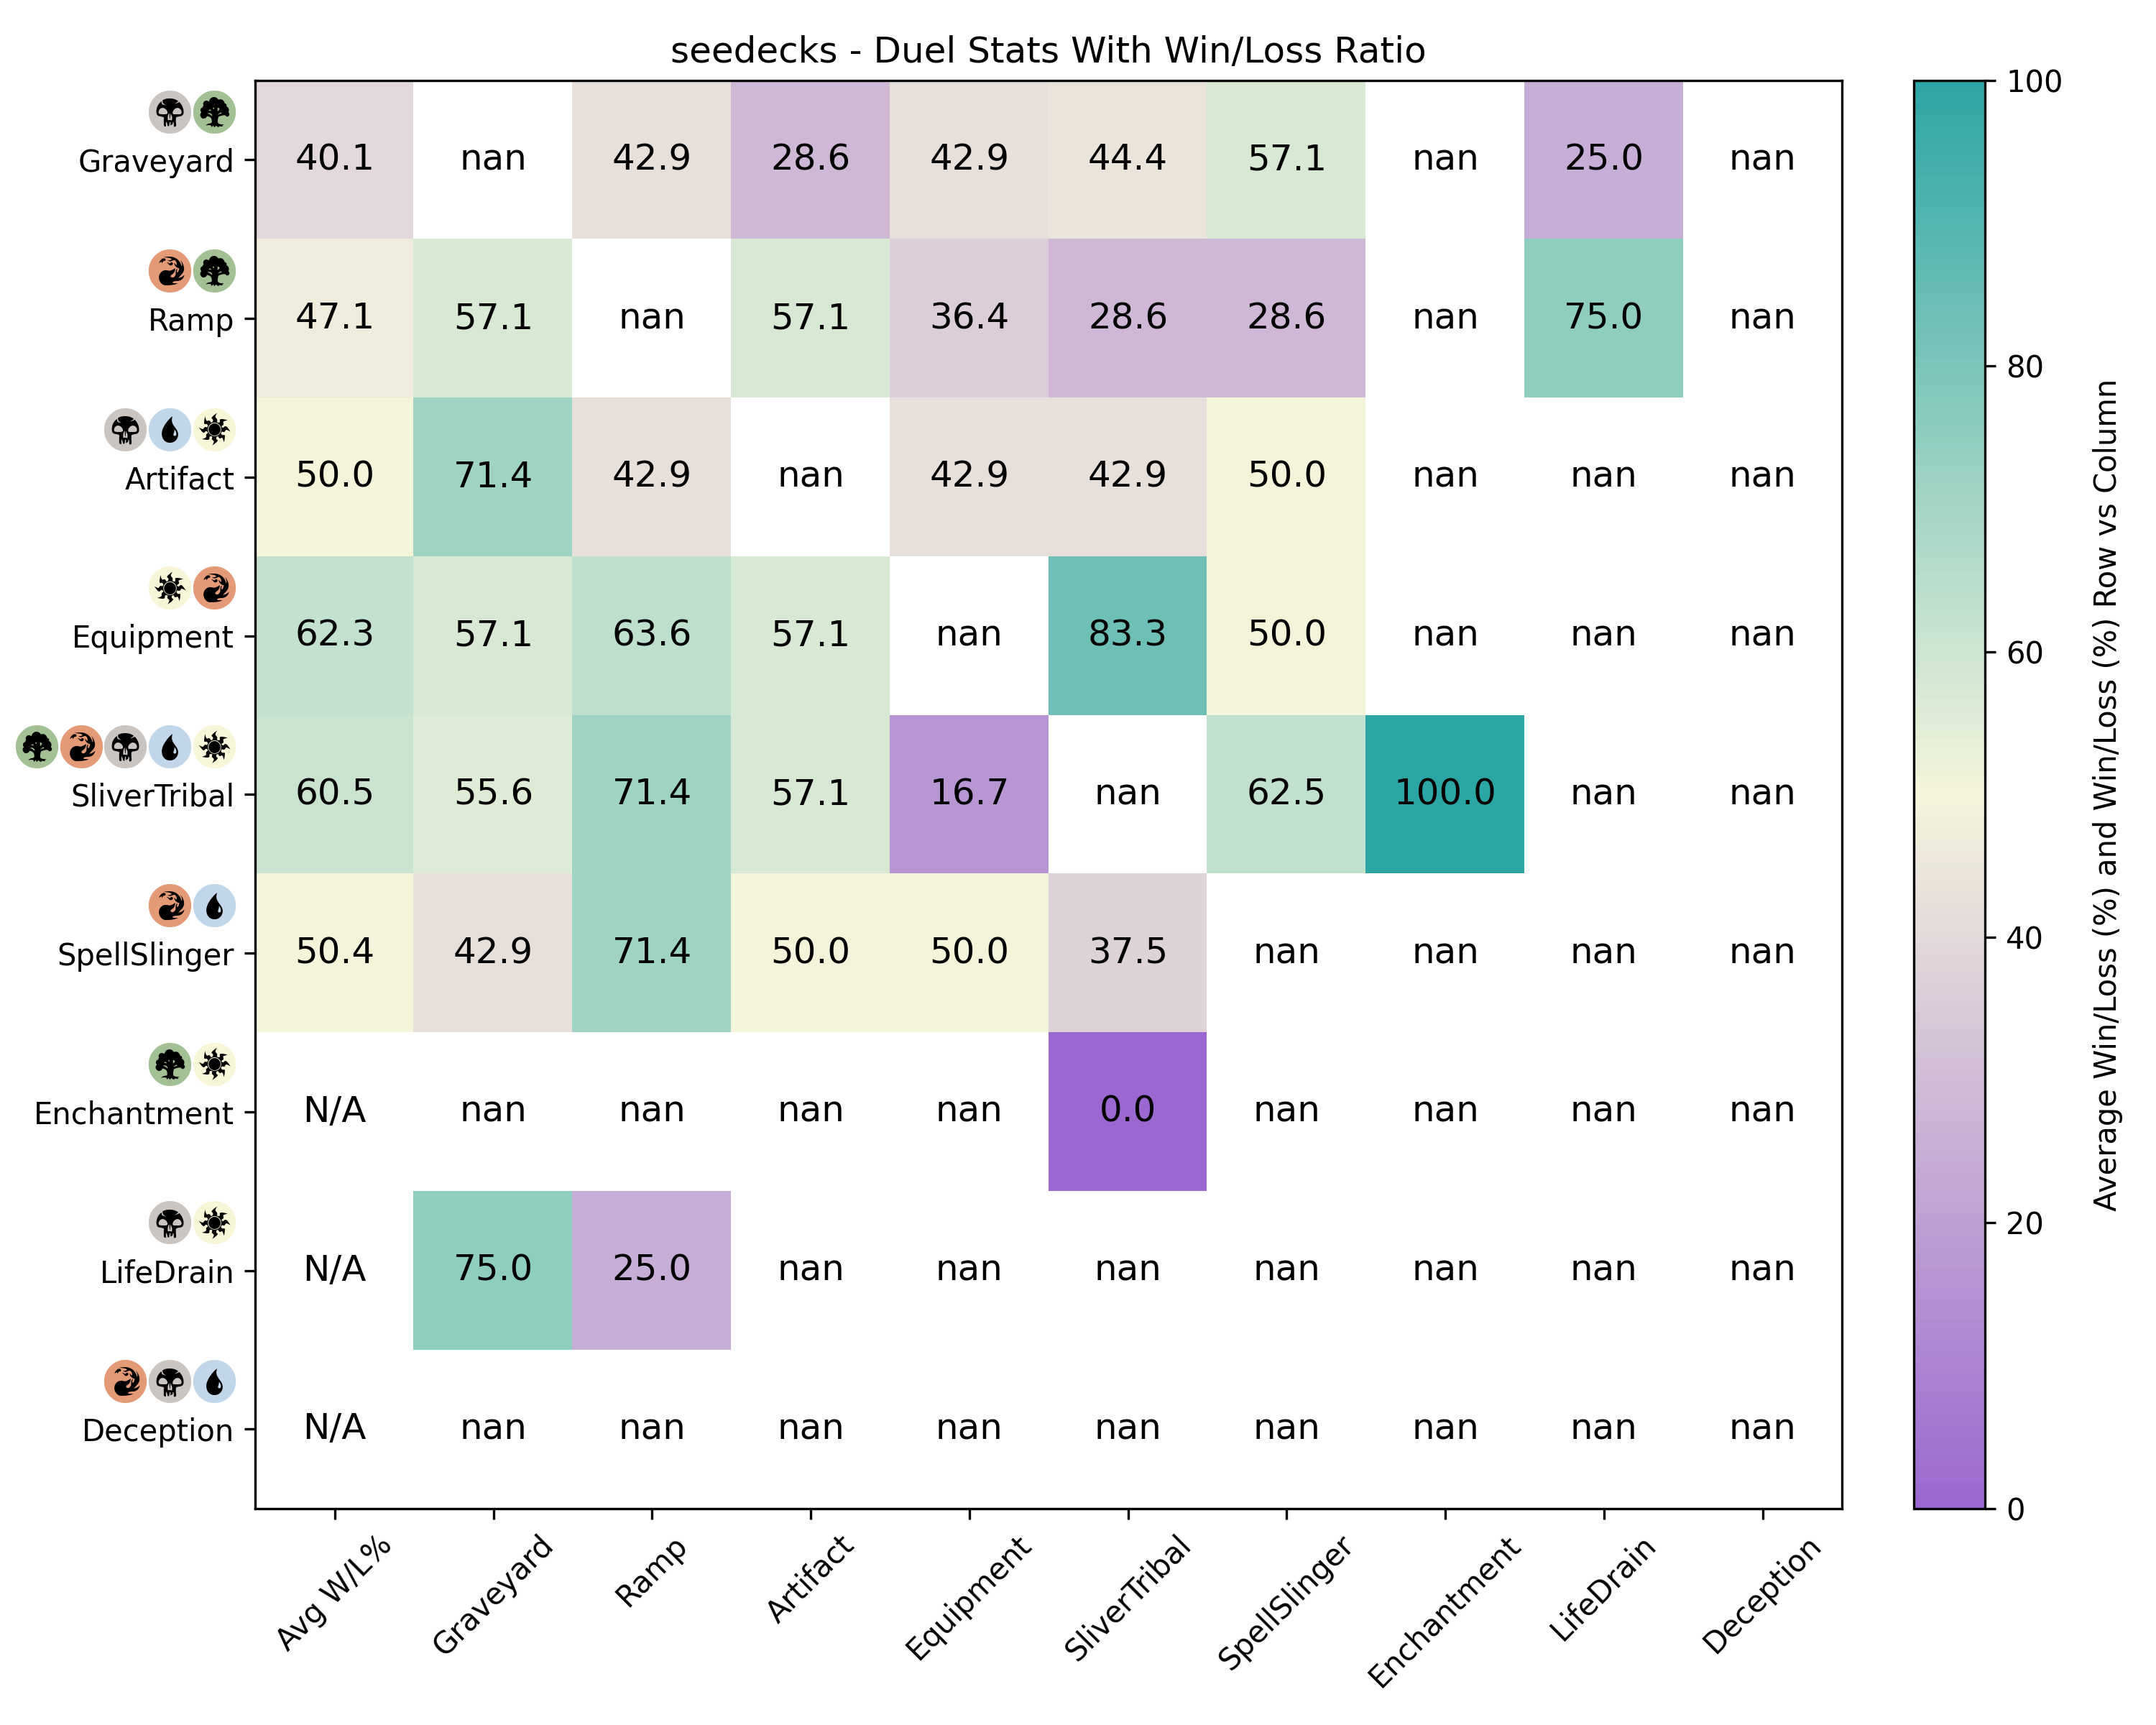 seedecks - Duel Stats With Win/Loss Ratio
Graveyard 40.1 nan 42.9 28.6 42.9 44.4 57.1 nan 25.0 nan
Ramp 47.1 57.1 nan 57.1 36.4 28.6 28.6 nan 75.0 nan
Artifact 50.0 71.4 42.9 nan 42.9 42.9 50.0 nan nan nan
Equipment 62.3 57.1 63.6 57.1 nan 83.3 50.0 nan nan nan
SliverTribal 60.5 55.6 71.4 57.1 16.7 nan 62.5 100.0 nan nan
SpellSlinger 50.4 42.9 71.4 50.0 50.0 37.5 nan nan nan nan
Enchantment N/A nan nan nan nan 0.0 nan nan nan nan
LifeDrain N/A 75.0 25.0 nan nan nan nan nan nan nan
Deception N/A nan nan nan nan nan nan nan nan nan
Avg W/L% Graveyard Ramp Artifact Equipment SliverTribal SpellSlinger Enchantment LifeDrain Deception
100
80
60
40
20
0
Average Win/Loss (%) and Win/Loss (%) Row vs Column